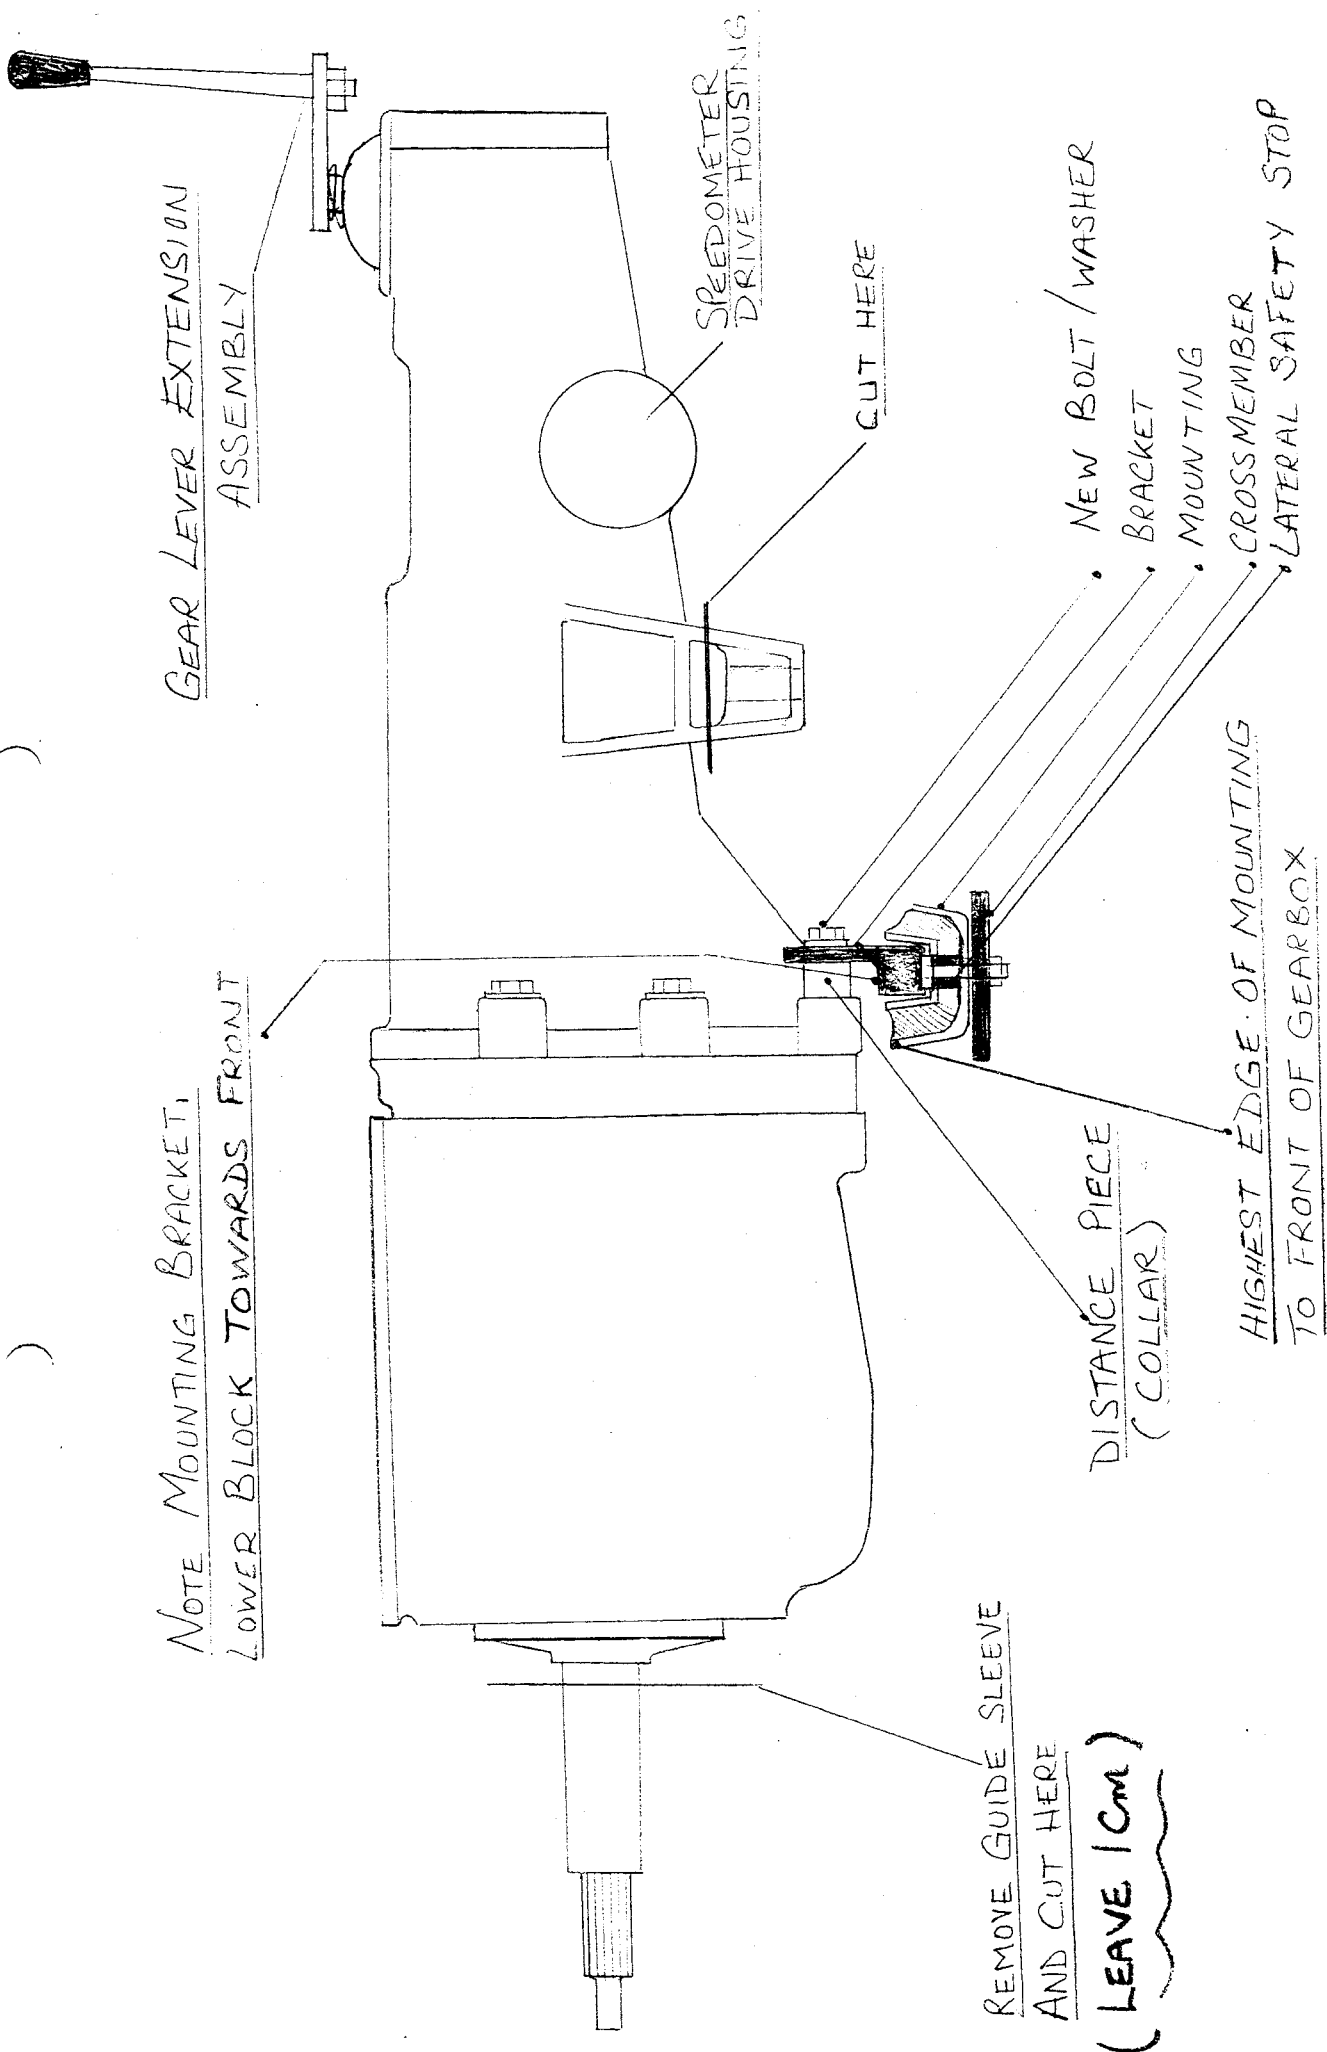 GEAR LEVER EXTENSION
ASSEMBLY
SPEEDOMETER
DRIVE HOUSTING
CUT HERE
NEW BOLT / WASHER
BRACKET
MOUNTING
CROSSMEMBER
LATERAL SAFETY STOP
NOTE MOUNTING BRACKET,
LOWER BLOCK TOWARDS FRONT
HIGHEST EDGE OF MOUNTING
TO FRONT OF GEARBOX
DISTANCE PIECE
(COLLAR)
REMOVE GUIDE SLEEVE
AND CUT HERE
(LEAVE 1cm)